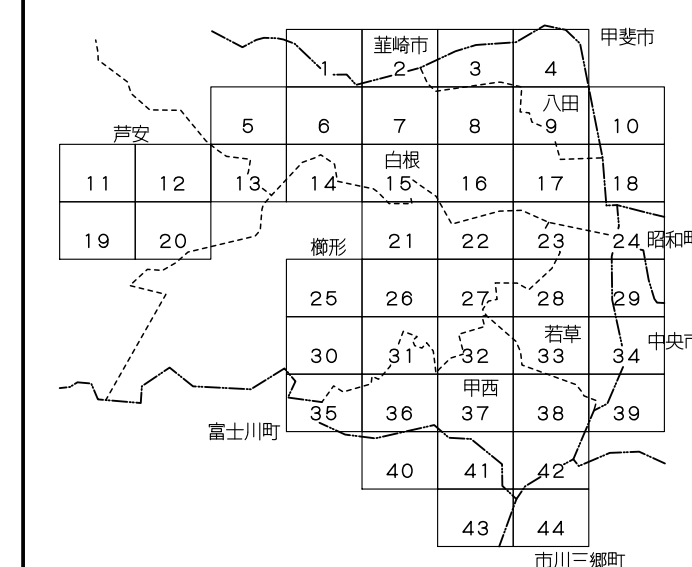 韮崎市 甲斐市
1 2 3 4
八田
5 6 7 8 9 10
芦安
白根
11 12 13 14 15 16 17 18
19 20 櫛形 21 22 23 24 昭和町
25 26 27 28 29
若草 中央市
30 31 32 33 34
甲西
富士川町 35 36 37 38 39
40 41 42
43 44
市川三郷町